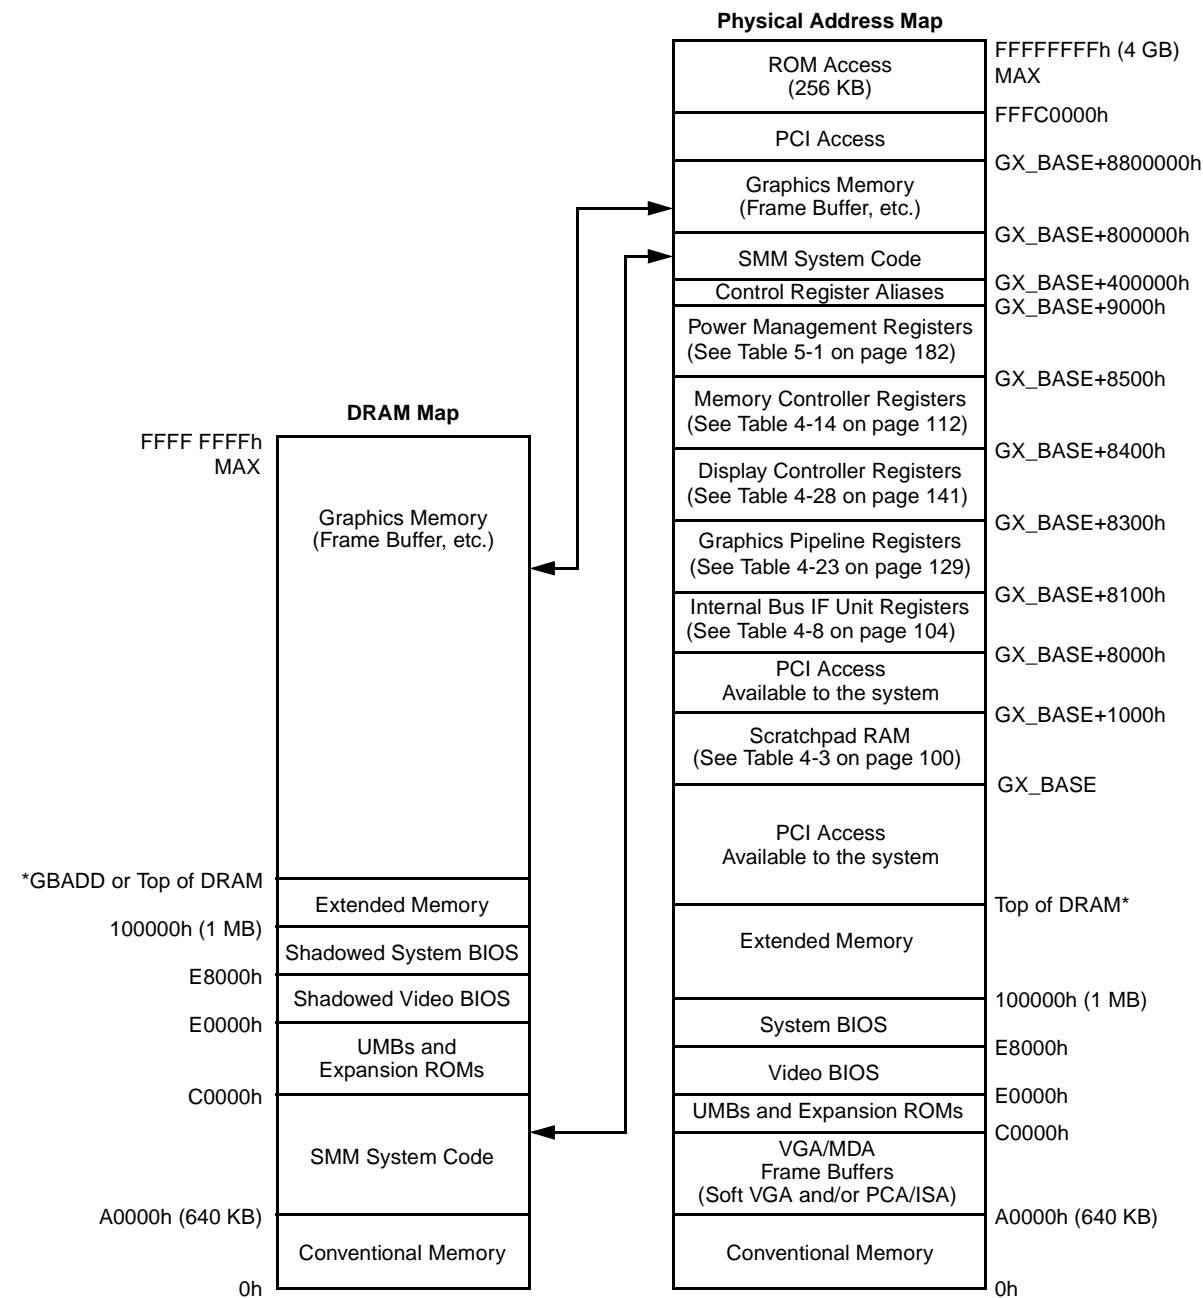 Physical Address Map
ROM Access
(256 KB)
FFFFFFFFh (4 GB)
MAX
FFFC0000h
PCI Access
GX_BASE+8800000h
Graphics Memory
(Frame Buffer, etc.)
GX_BASE+800000h
SMM System Code
GX_BASE+400000h
Control Register Aliases
GX_BASE+9000h
Power Management Registers
(See Table 5-1 on page 182)
GX_BASE+8500h
Memory Controller Registers
(See Table 4-14 on page 112)
GX_BASE+8400h
Display Controller Registers
(See Table 4-28 on page 141)
GX_BASE+8300h
Graphics Pipeline Registers
(See Table 4-23 on page 129)
GX_BASE+8100h
Internal Bus IF Unit Registers
(See Table 4-8 on page 104)
GX_BASE+8000h
PCI Access
Available to the system
GX_BASE+1000h
Scratchpad RAM
(See Table 4-3 on page 100)
GX_BASE
PCI Access
Available to the system
Top of DRAM*
Extended Memory
100000h (1 MB)
System BIOS
E8000h
Video BIOS
E0000h
UMBs and Expansion ROMs
C0000h
VGA/MDA
Frame Buffers
(Soft VGA and/or PCA/ISA)
A0000h (640 KB)
Conventional Memory
0h
DRAM Map
FFFF FFFFh
MAX
Graphics Memory
(Frame Buffer, etc.)
*GBADD or Top of DRAM
Extended Memory
100000h (1 MB)
Shadowed System BIOS
E8000h
Shadowed Video BIOS
E0000h
UMBs and
Expansion ROMs
C0000h
SMM System Code
A0000h (640 KB)
Conventional Memory
0h